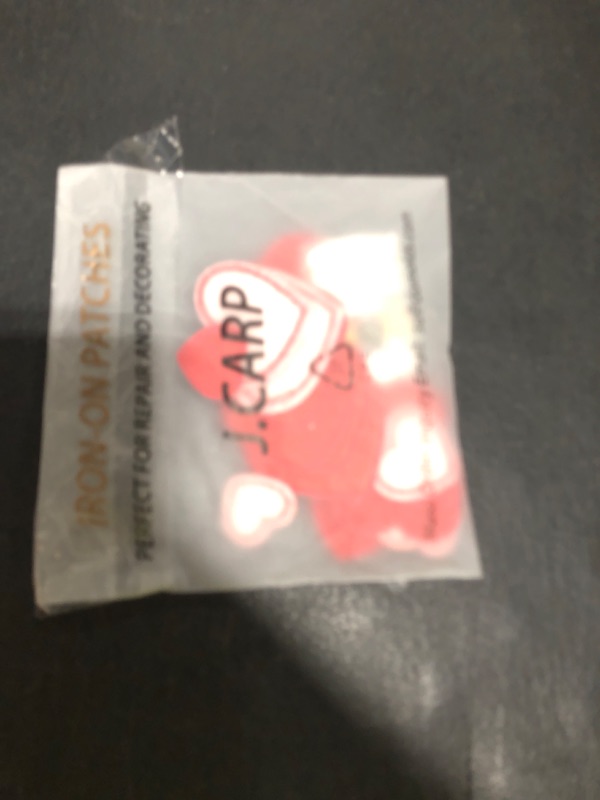 IRON-ON PATCHES
PERFECT FOR REPAIR AND DECORATING
J.CARP